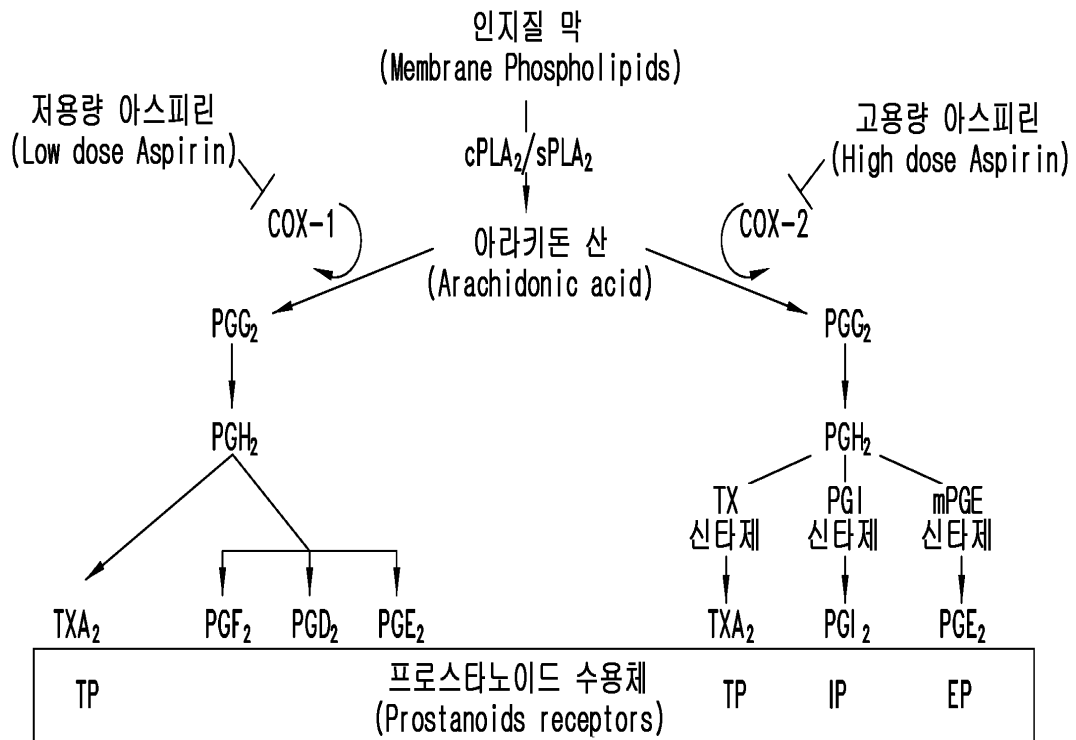 인지질 막
(Membrane Phospholipids)
저용량 아스피린
(Low dose Aspirin)
고용량 아스피린
(High dose Aspirin)
cPLA₂/sPLA₂
COX-1
COX-2
아라키돈 산
(Arachidonic acid)
PGG₂
PGG₂
PGH₂
PGH₂
TX
신타제
PGI
신타제
mPGE
신타제
TXA₂ PGF₂ PGD₂ PGE₂ TXA₂ PGI₂ PGE₂
TP
프로스타노이드 수용체
(Prostanoids receptors)
TP IP EP